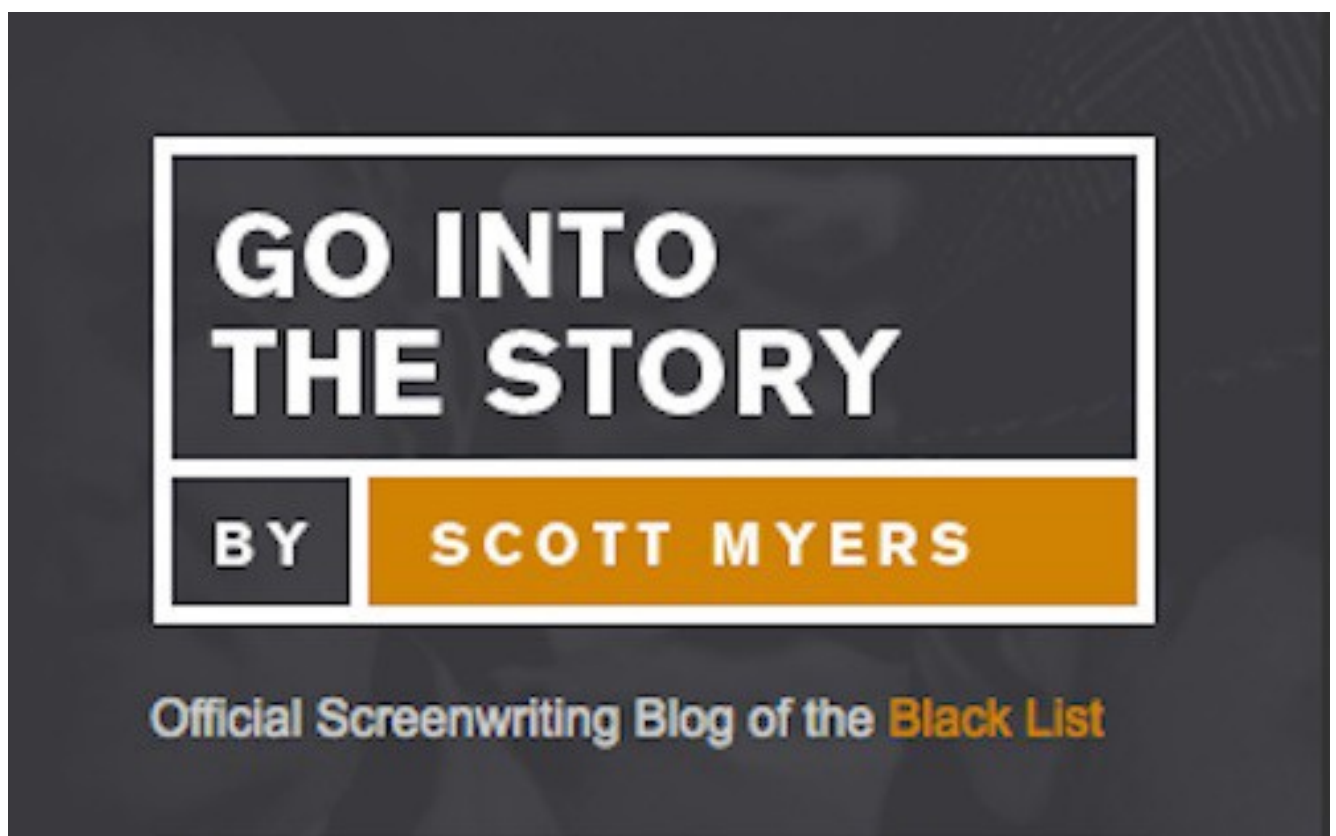 GO INTO
THE STORY
BY SCOTT MYERS
Official Screenwriting Blog of the Black List